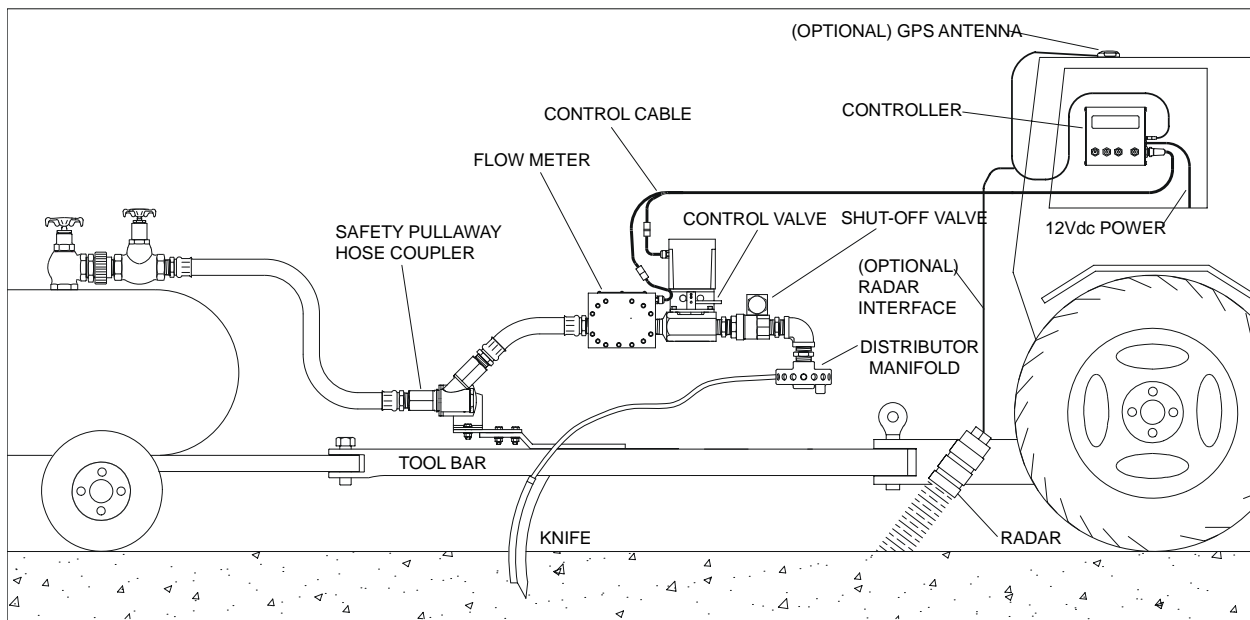 (OPTIONAL) GPS ANTENNA
CONTROLLER
CONTROL CABLE
FLOW METER
SAFETY PULLAWAY
HOSE COUPLER
CONTROL VALVE
SHUT-OFF VALVE
12Vdc POWER
(OPTIONAL)
RADAR
INTERFACE
DISTRIBUTOR
MANIFOLD
TOOL BAR
KNIFE
RADAR